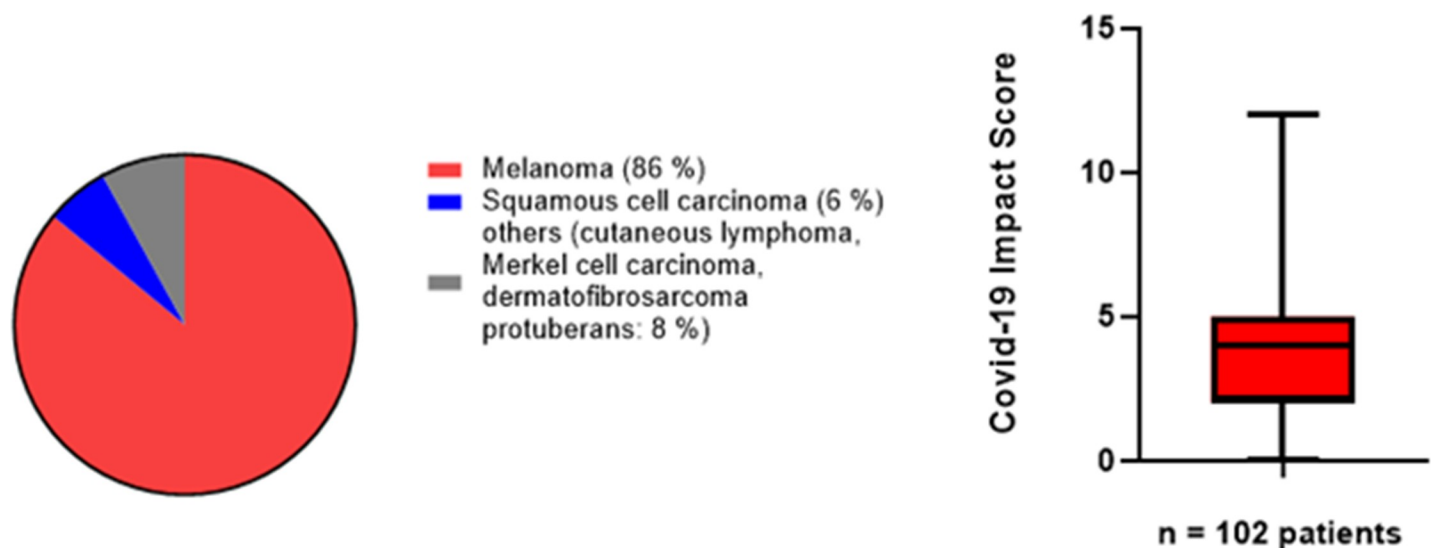 Melanoma (86 %)
Squamous cell carcinoma (6 %)
others (cutaneous lymphoma,
Merkel cell carcinoma,
dermatofibrosarcoma
protuberans: 8 %)
Covid-19 Impact Score
15
10
5
0
n = 102 patients